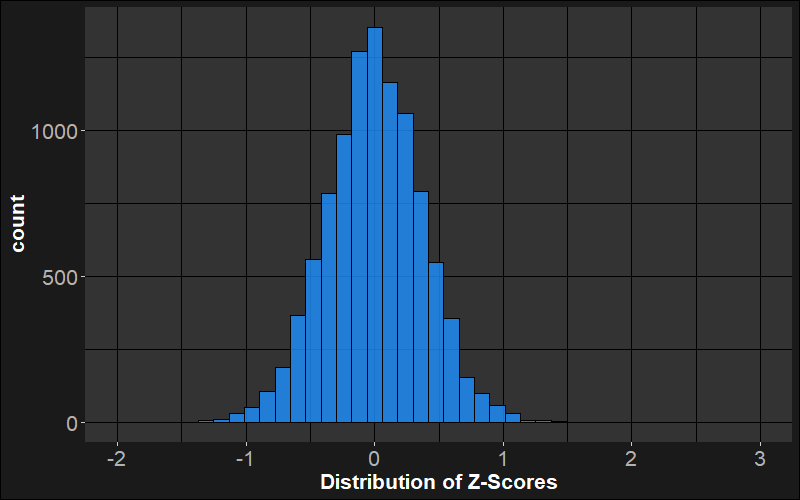 count
1000
500
0
-2 -1 0 1 2 3
Distribution of Z-Scores